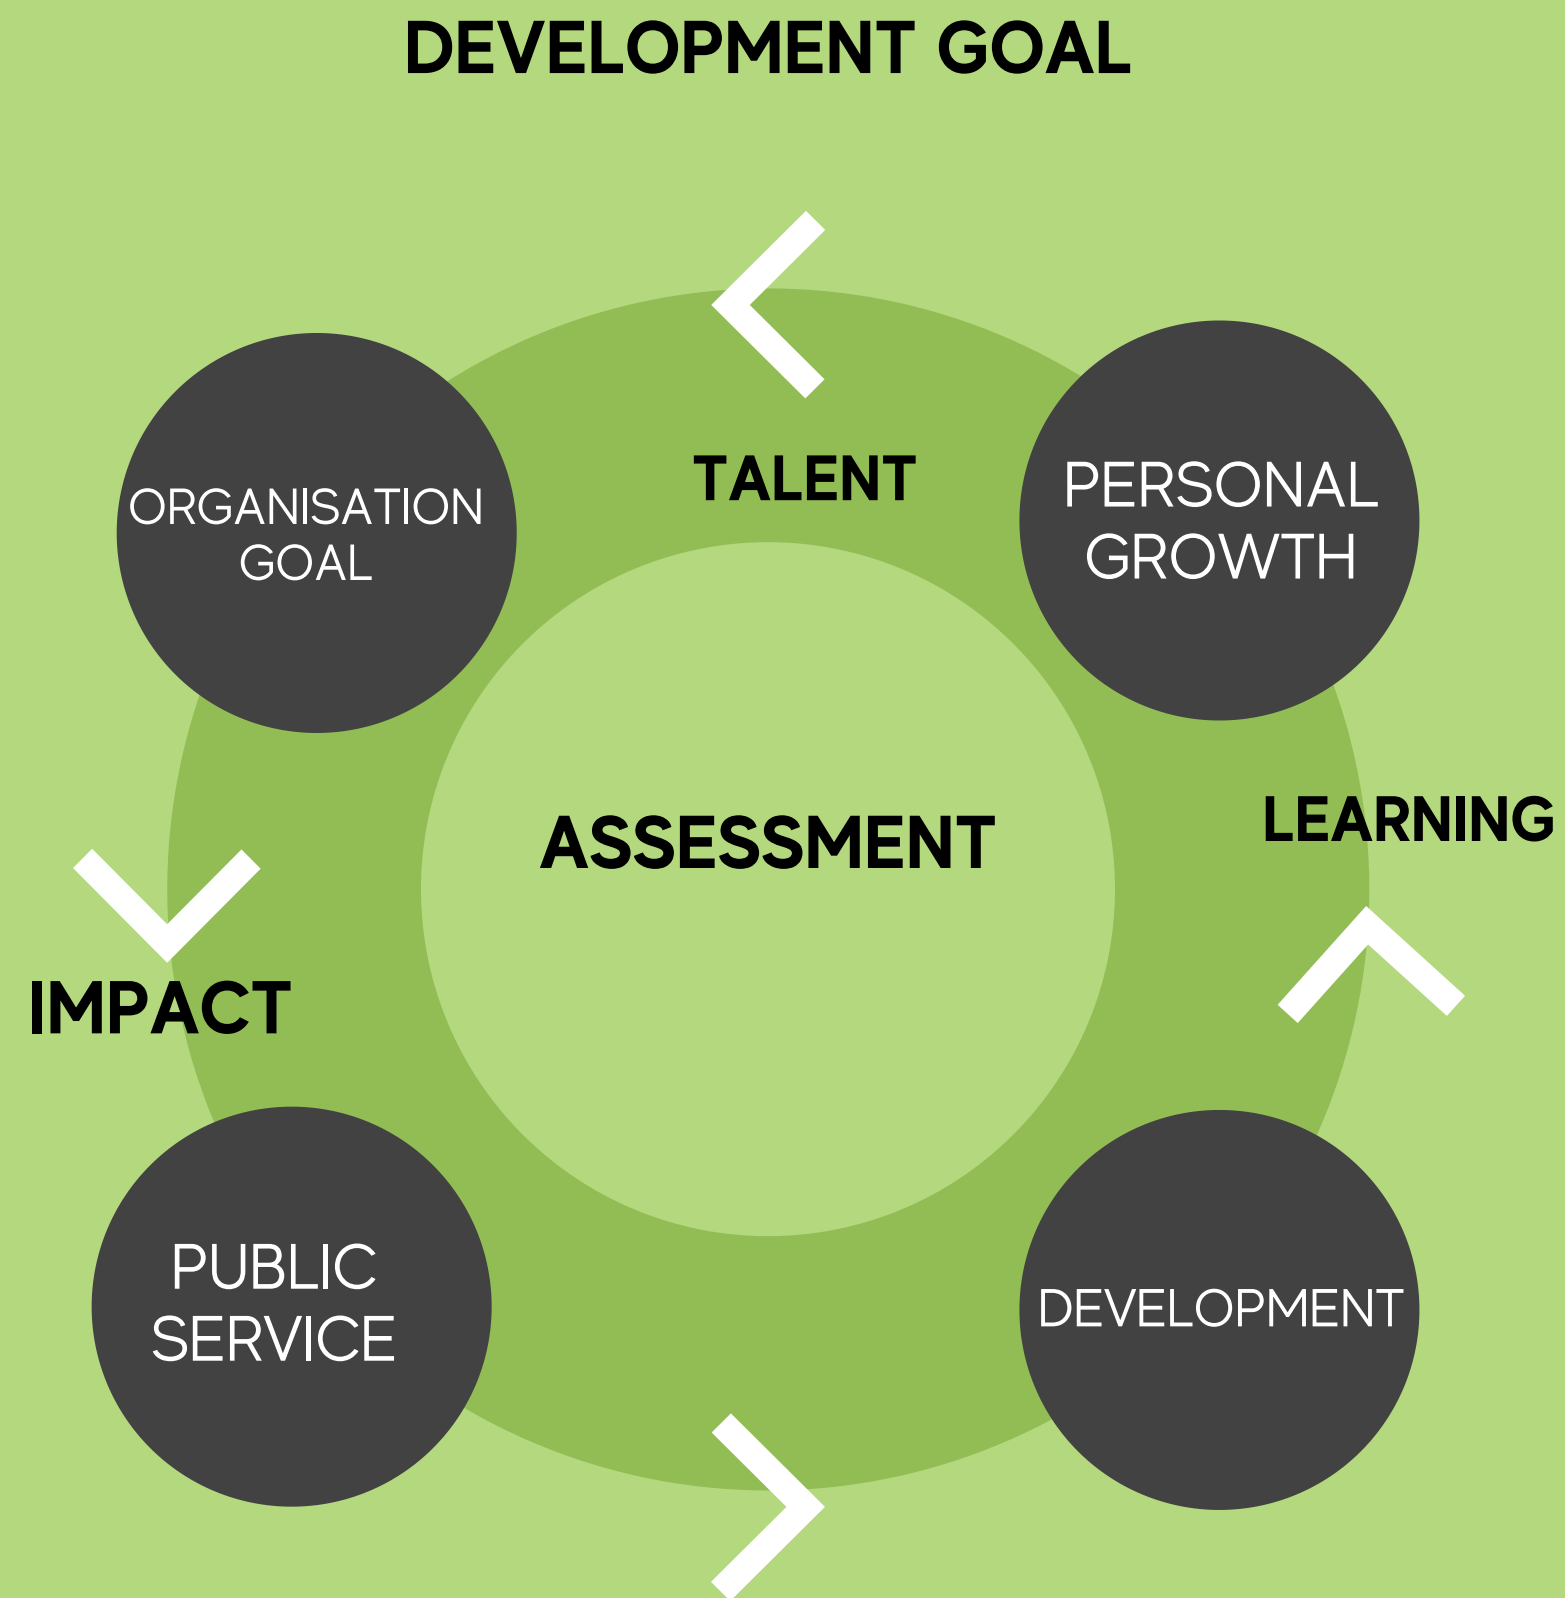 DEVELOPMENT GOAL
TALENT
ORGANISATION
GOAL
PERSONAL
GROWTH
ASSESSMENT
LEARNING
IMPACT
PUBLIC
SERVICE
DEVELOPMENT